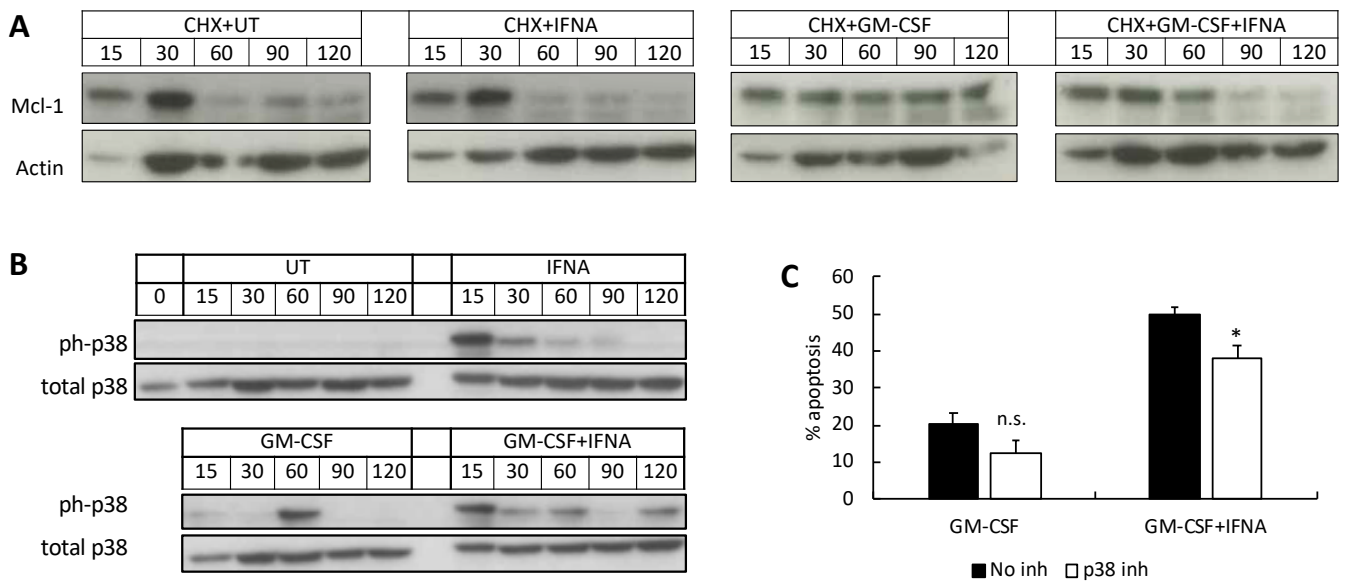 A
CHX+UT CHX+IFNA CHX+GM-CSF CHX+GM-CSF+IFNA
15 30 60 90 120 15 30 60 90 120 15 30 60 90 120 15 30 60 90 120
Mcl-1
Actin
B
UT IFNA
0 15 30 60 90 120 15 30 60 90 120
ph-p38
total p38
GM-CSF GM-CSF+IFNA
15 30 60 90 120 15 30 60 90 120
ph-p38
total p38
C
% apoptosis
60
50
40
30
20
10
0
n.s.
*
GM-CSF GM-CSF+IFNA
No inh p38 inh